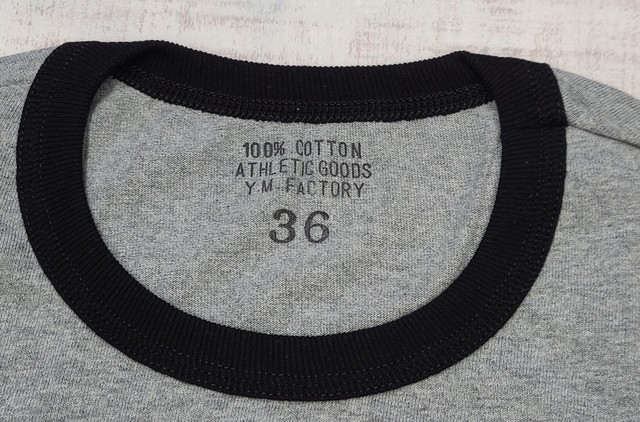 100% COTTON
ATHLETIC GOODS
Y.M. FACTORY
36